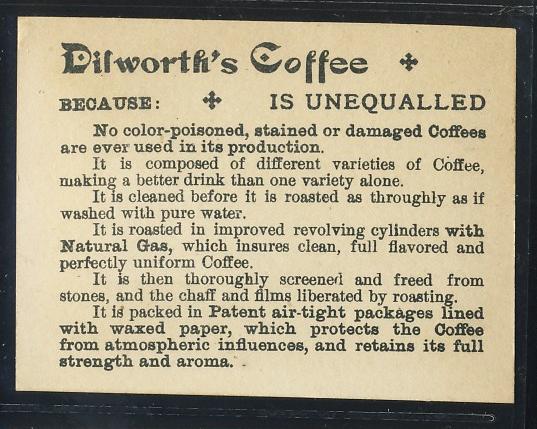 Dilworth's Coffee ✣
BECAUSE: ✣ IS UNEQUALLED
No color-poisoned, stained or damaged Coffees
are ever used in its production.
It is composed of different varieties of Coffee,
making a better drink than one variety alone.
It is cleaned before it is roasted as throughly as if
washed with pure water.
It is roasted in improved revolving cylinders with
Natural Gas, which insures clean, full flavored and
perfectly uniform Coffee.
It is then thoroughly screened and freed from
stones, and the chaff and films liberated by roasting.
It is packed in Patent air-tight packages lined
with waxed paper, which protects the Coffee
from atmospheric influences, and retains its full
strength and aroma.